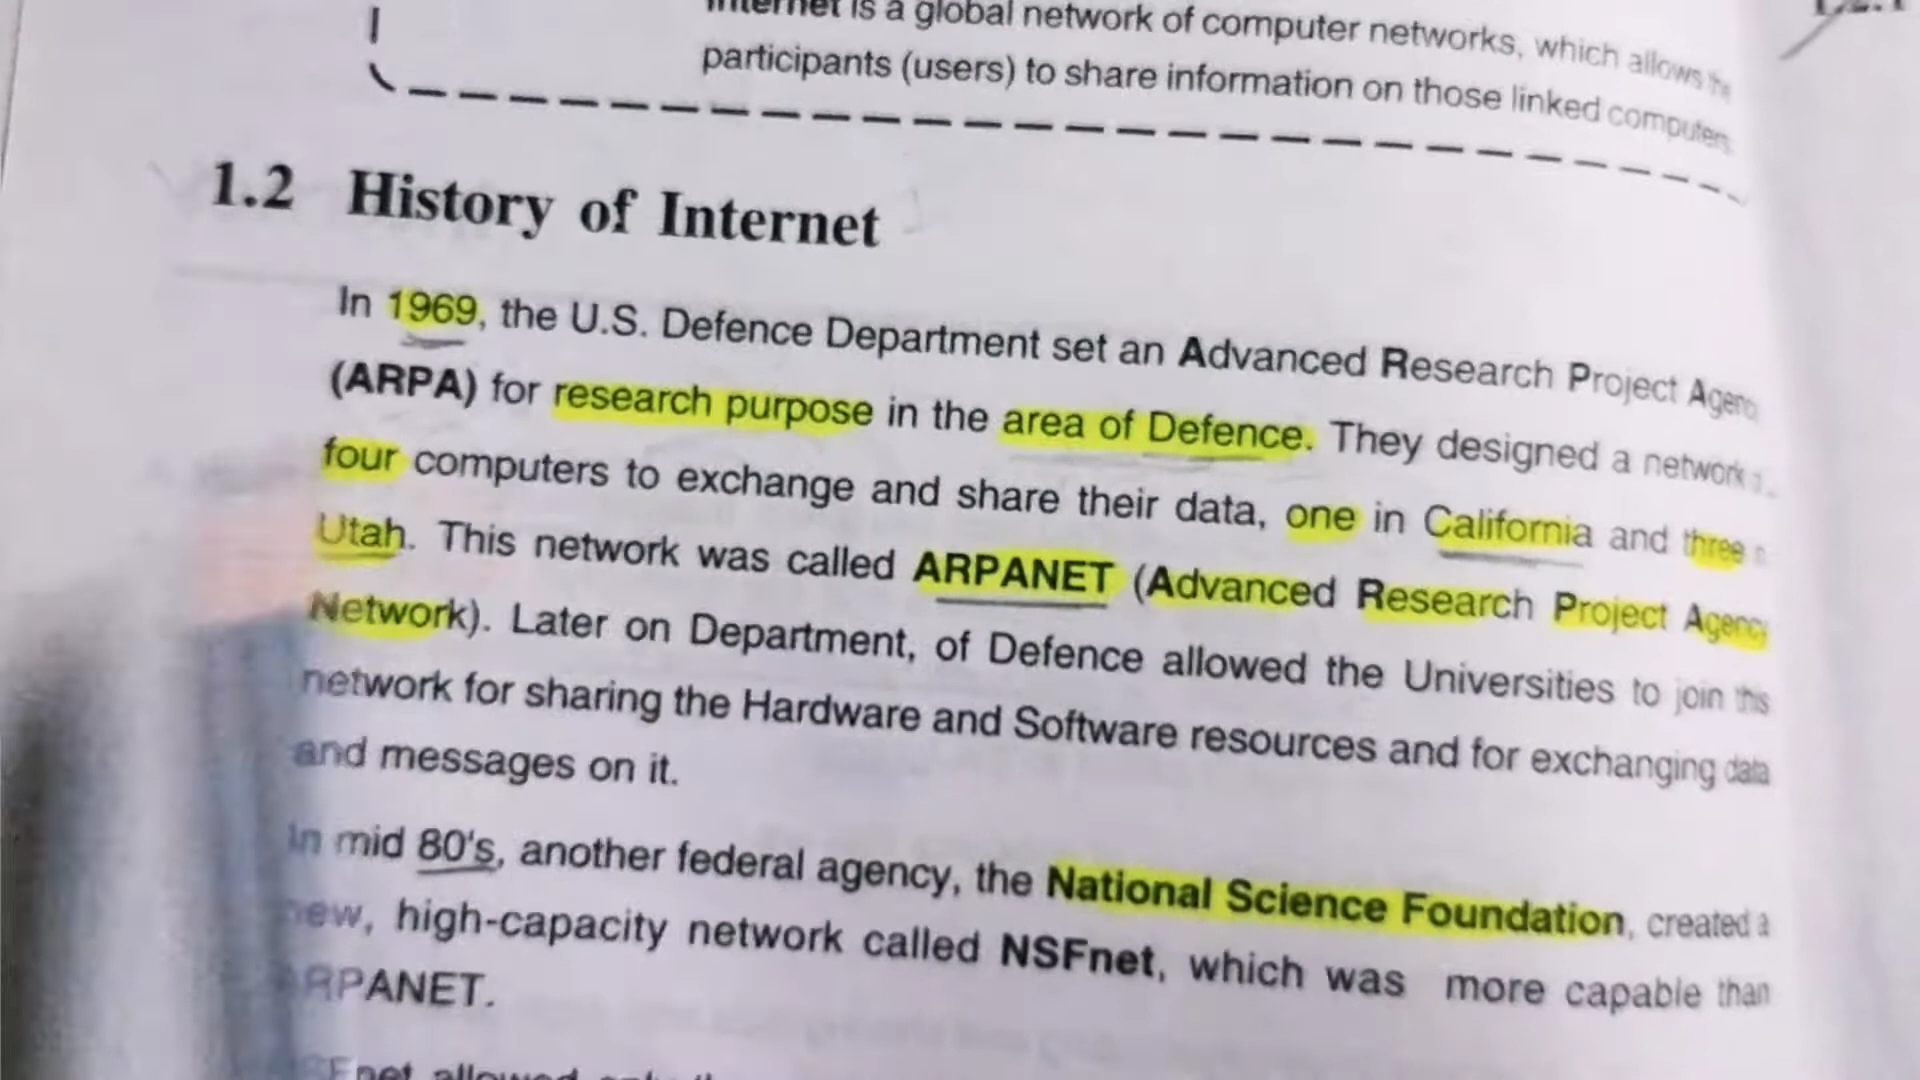 Internet is a global network of computer networks, which allows the
participants (users) to share information on those linked computers
1.2 History of Internet
In 1969, the U.S. Defence Department set an Advanced Research Project Agency
(ARPA) for research purpose in the area of Defence. They designed a network
four computers to exchange and share their data, one in California and three
Utah. This network was called ARPANET (Advanced Research Project Agency
Network). Later on Department, of Defence allowed the Universities to join this
network for sharing the Hardware and Software resources and for exchanging data
and messages on it.
In mid 80's, another federal agency, the National Science Foundation, created a
new, high-capacity network called NSFnet, which was more capable than
ARPANET.
allowed